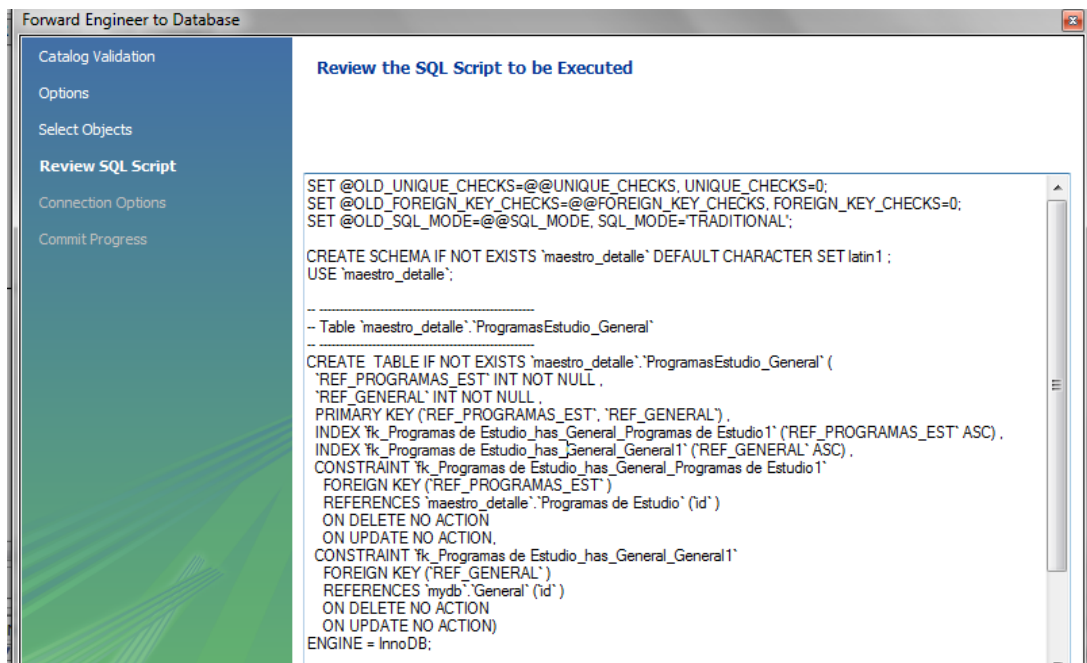 Forward Engineer to Database
Catalog Validation
Options
Select Objects
Review SQL Script
Connection Options
Commit Progress
Review the SQL Script to be Executed
SET @OLD_UNIQUE_CHECKS=@@UNIQUE_CHECKS, UNIQUE_CHECKS=0;
SET @OLD_FOREIGN_KEY_CHECKS=@@FOREIGN_KEY_CHECKS, FOREIGN_KEY_CHECKS=0;
SET @OLD_SQL_MODE=@@SQL_MODE, SQL_MODE='TRADITIONAL';
CREATE SCHEMA IF NOT EXISTS `maestro_detalle` DEFAULT CHARACTER SET latin1 ;
USE `maestro_detalle`;
-- -----------------------------------------------------
-- Table `maestro_detalle`.`ProgramasEstudio_General`
-- -----------------------------------------------------
CREATE  TABLE IF NOT EXISTS `maestro_detalle`.`ProgramasEstudio_General` (
`REF_PROGRAMAS_EST` INT NOT NULL ,
`REF_GENERAL` INT NOT NULL ,
PRIMARY KEY (`REF_PROGRAMAS_EST`, `REF_GENERAL`) ,
INDEX `fk_Programas de Estudio_has_General_Programas de Estudio1` (`REF_PROGRAMAS_EST` ASC) ,
INDEX `fk_Programas de Estudio_has_General_General1` (`REF_GENERAL` ASC) ,
CONSTRAINT `fk_Programas de Estudio_has_General_Programas de Estudio1`
FOREIGN KEY (`REF_PROGRAMAS_EST` )
REFERENCES `maestro_detalle`.`Programas de Estudio` (`id` )
ON DELETE NO ACTION
ON UPDATE NO ACTION,
CONSTRAINT `fk_Programas de Estudio_has_General_General1`
FOREIGN KEY (`REF_GENERAL` )
REFERENCES `mydb`.`General` (`id` )
ON DELETE NO ACTION
ON UPDATE NO ACTION)
ENGINE = InnoDB;